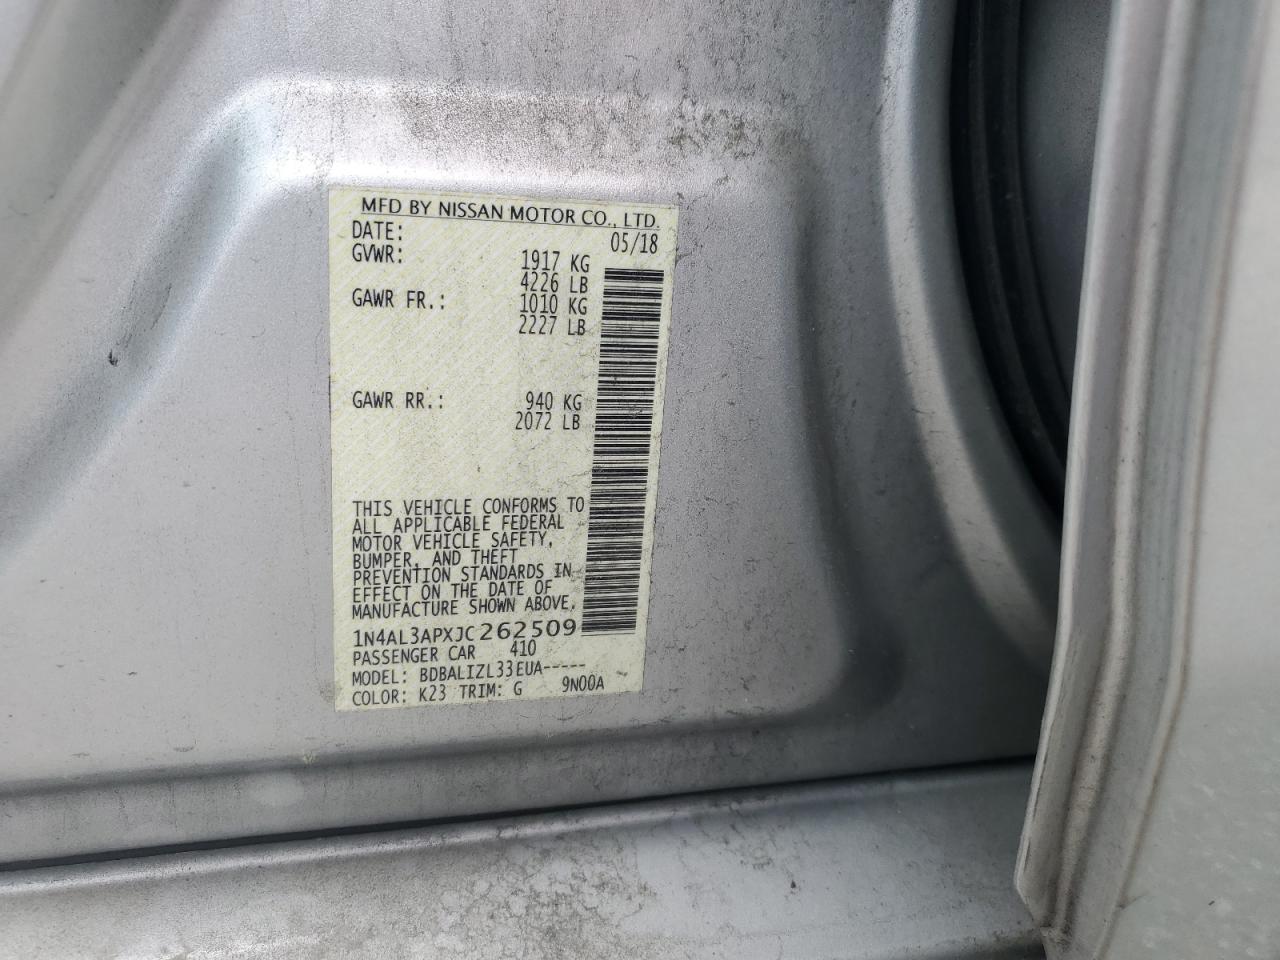 MFD BY NISSAN MOTOR CO., LTD.
DATE: 05/18
GVWR: 1917 KG
4226 LB
GAWR FR.: 1010 KG
2227 LB
GAWR RR.: 940 KG
2072 LB
THIS VEHICLE CONFORMS TO
ALL APPLICABLE FEDERAL
MOTOR VEHICLE SAFETY,
BUMPER, AND THEFT
PREVENTION STANDARDS IN
EFFECT ON THE DATE OF
MANUFACTURE SHOWN ABOVE.
1N4AL3APXJC262509
PASSENGER CAR 410
MODEL: BDBALIZL33EUA-----
COLOR: K23 TRIM: G 9N00A